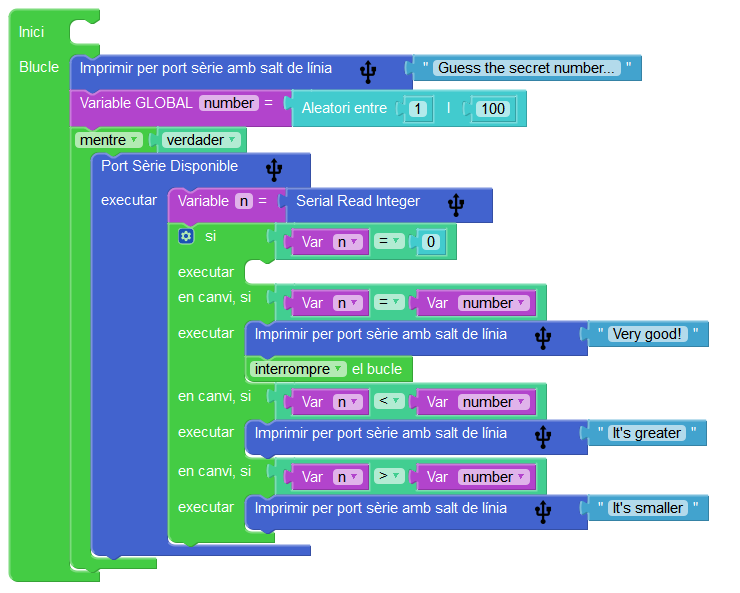 Inici
Blucle
Imprimir per port sèrie amb salt de línia " Guess the secret number... "
Variable GLOBAL number = Aleatori entre 1 I 100
mentre verdader
Port Sèrie Disponible
executar Variable n = Serial Read Integer
si Var n = 0
executar
en canvi, si Var n = Var number
executar Imprimir per port sèrie amb salt de línia " Very good! "
interrompre el bucle
en canvi, si Var n < Var number
executar Imprimir per port sèrie amb salt de línia " It's greater "
en canvi, si Var n > Var number
executar Imprimir per port sèrie amb salt de línia " It's smaller "